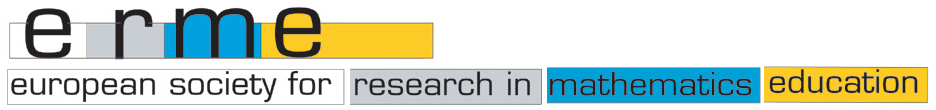 erme
european society for research in mathematics education